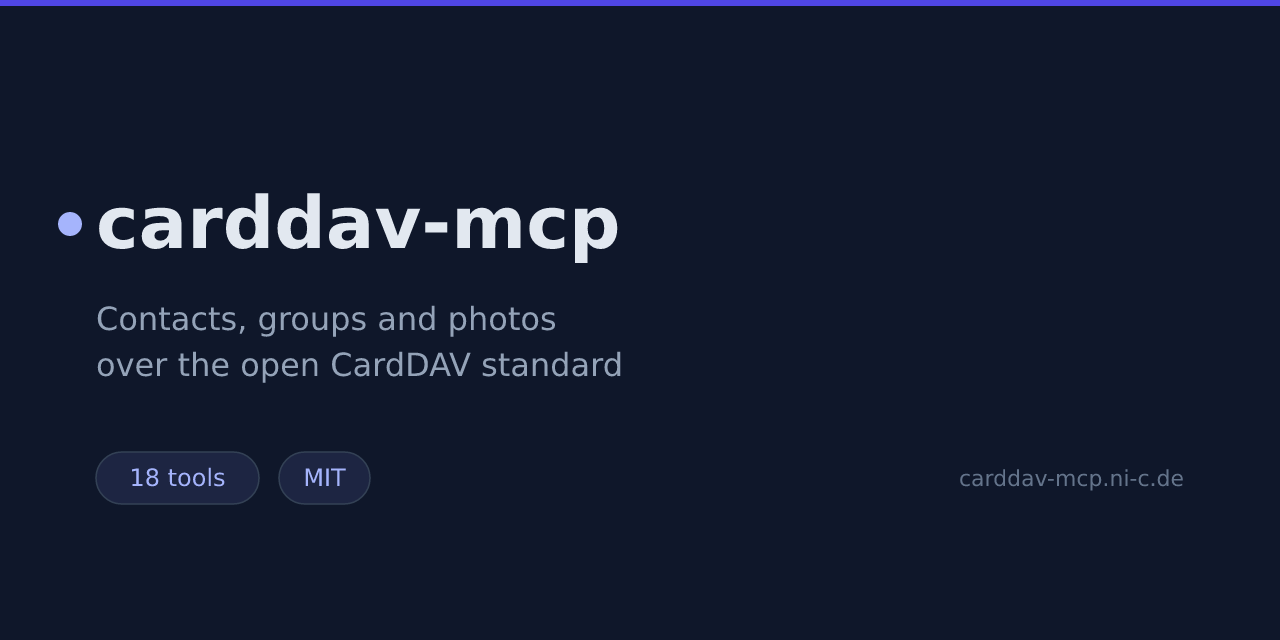 carddav-mcp
Contacts, groups and photos
over the open CardDAV standard
18 tools
MIT
carddav-mcp.ni-c.de